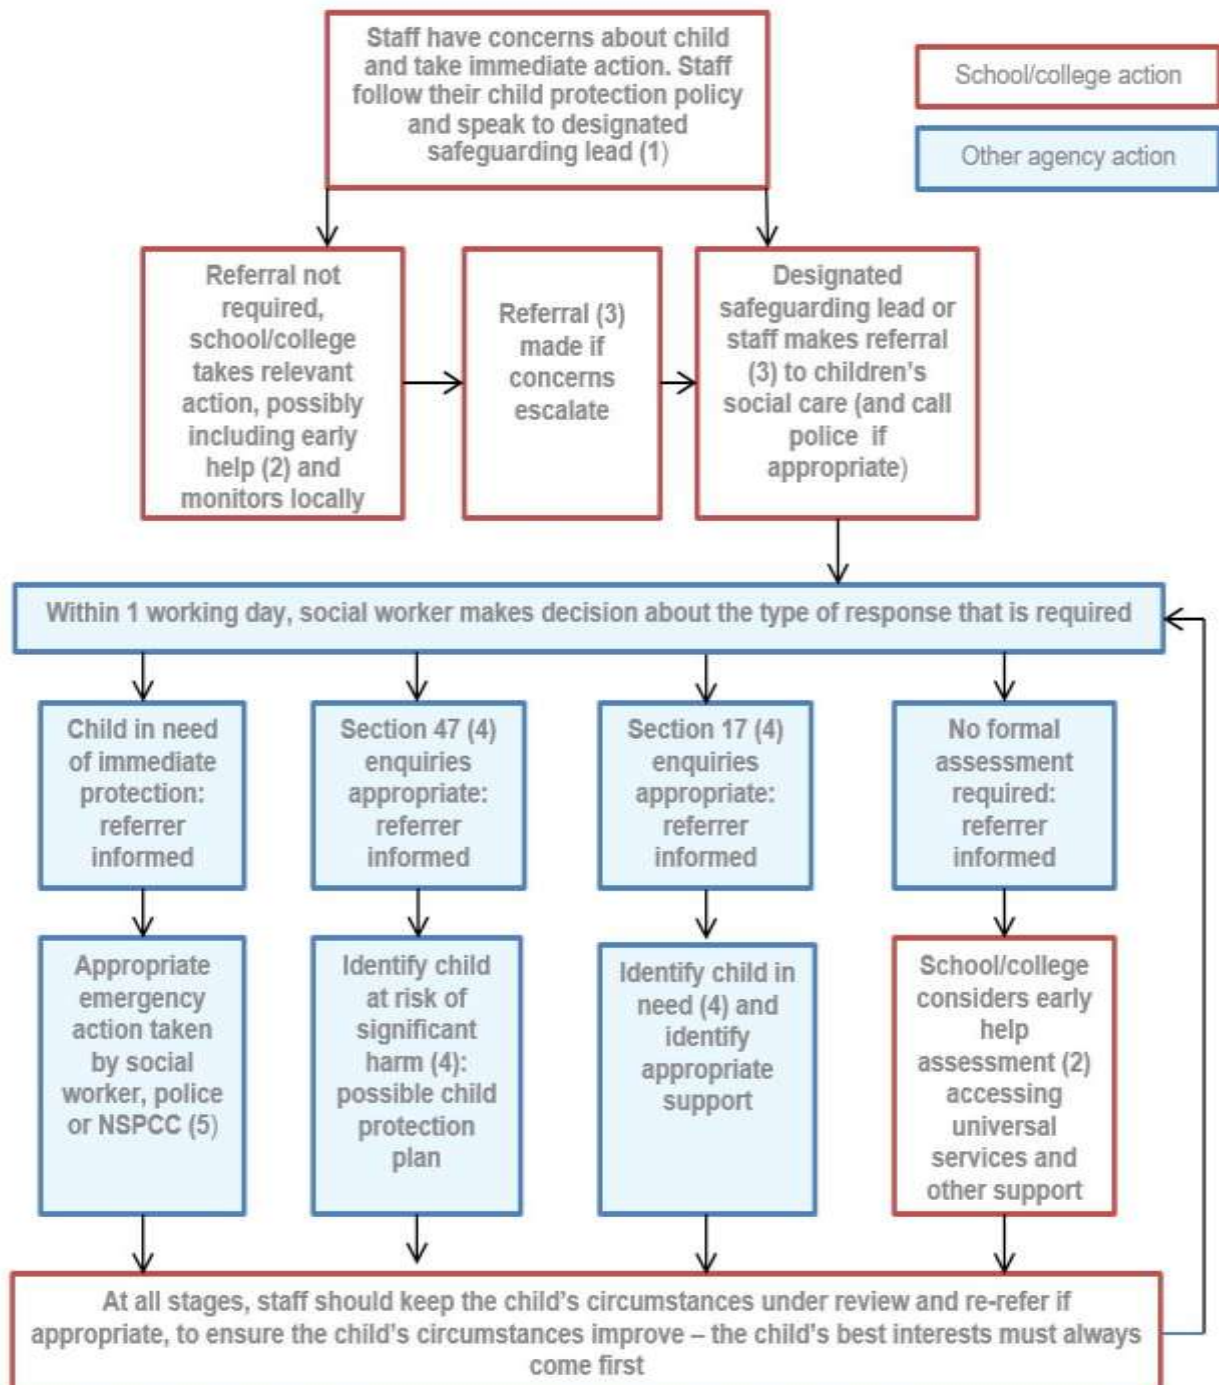 Staff have concerns about child
and take immediate action. Staff
follow their child protection policy
and speak to designated
safeguarding lead (1)
School/college action
Other agency action
Referral not
required,
school/college
takes relevant
action, possibly
including early
help (2) and
monitors locally
Referral (3)
made if
concerns
escalate
Designated
safeguarding lead or
staff makes referral
(3) to children’s
social care (and call
police if
appropriate)
Within 1 working day, social worker makes decision about the type of response that is required
Child in need
of immediate
protection:
referrer
informed
Section 47 (4)
enquiries
appropriate:
referrer
informed
Section 17 (4)
enquiries
appropriate:
referrer
informed
No formal
assessment
required:
referrer
informed
Appropriate
emergency
action taken
by social
worker, police
or NSPCC (5)
Identify child
at risk of
significant
harm (4):
possible child
protection
plan
Identify child in
need (4) and
identify
appropriate
support
School/college
considers early
help
assessment (2)
accessing
universal
services and
other support
At all stages, staff should keep the child’s circumstances under review and re-refer if
appropriate, to ensure the child’s circumstances improve – the child’s best interests must always
come first